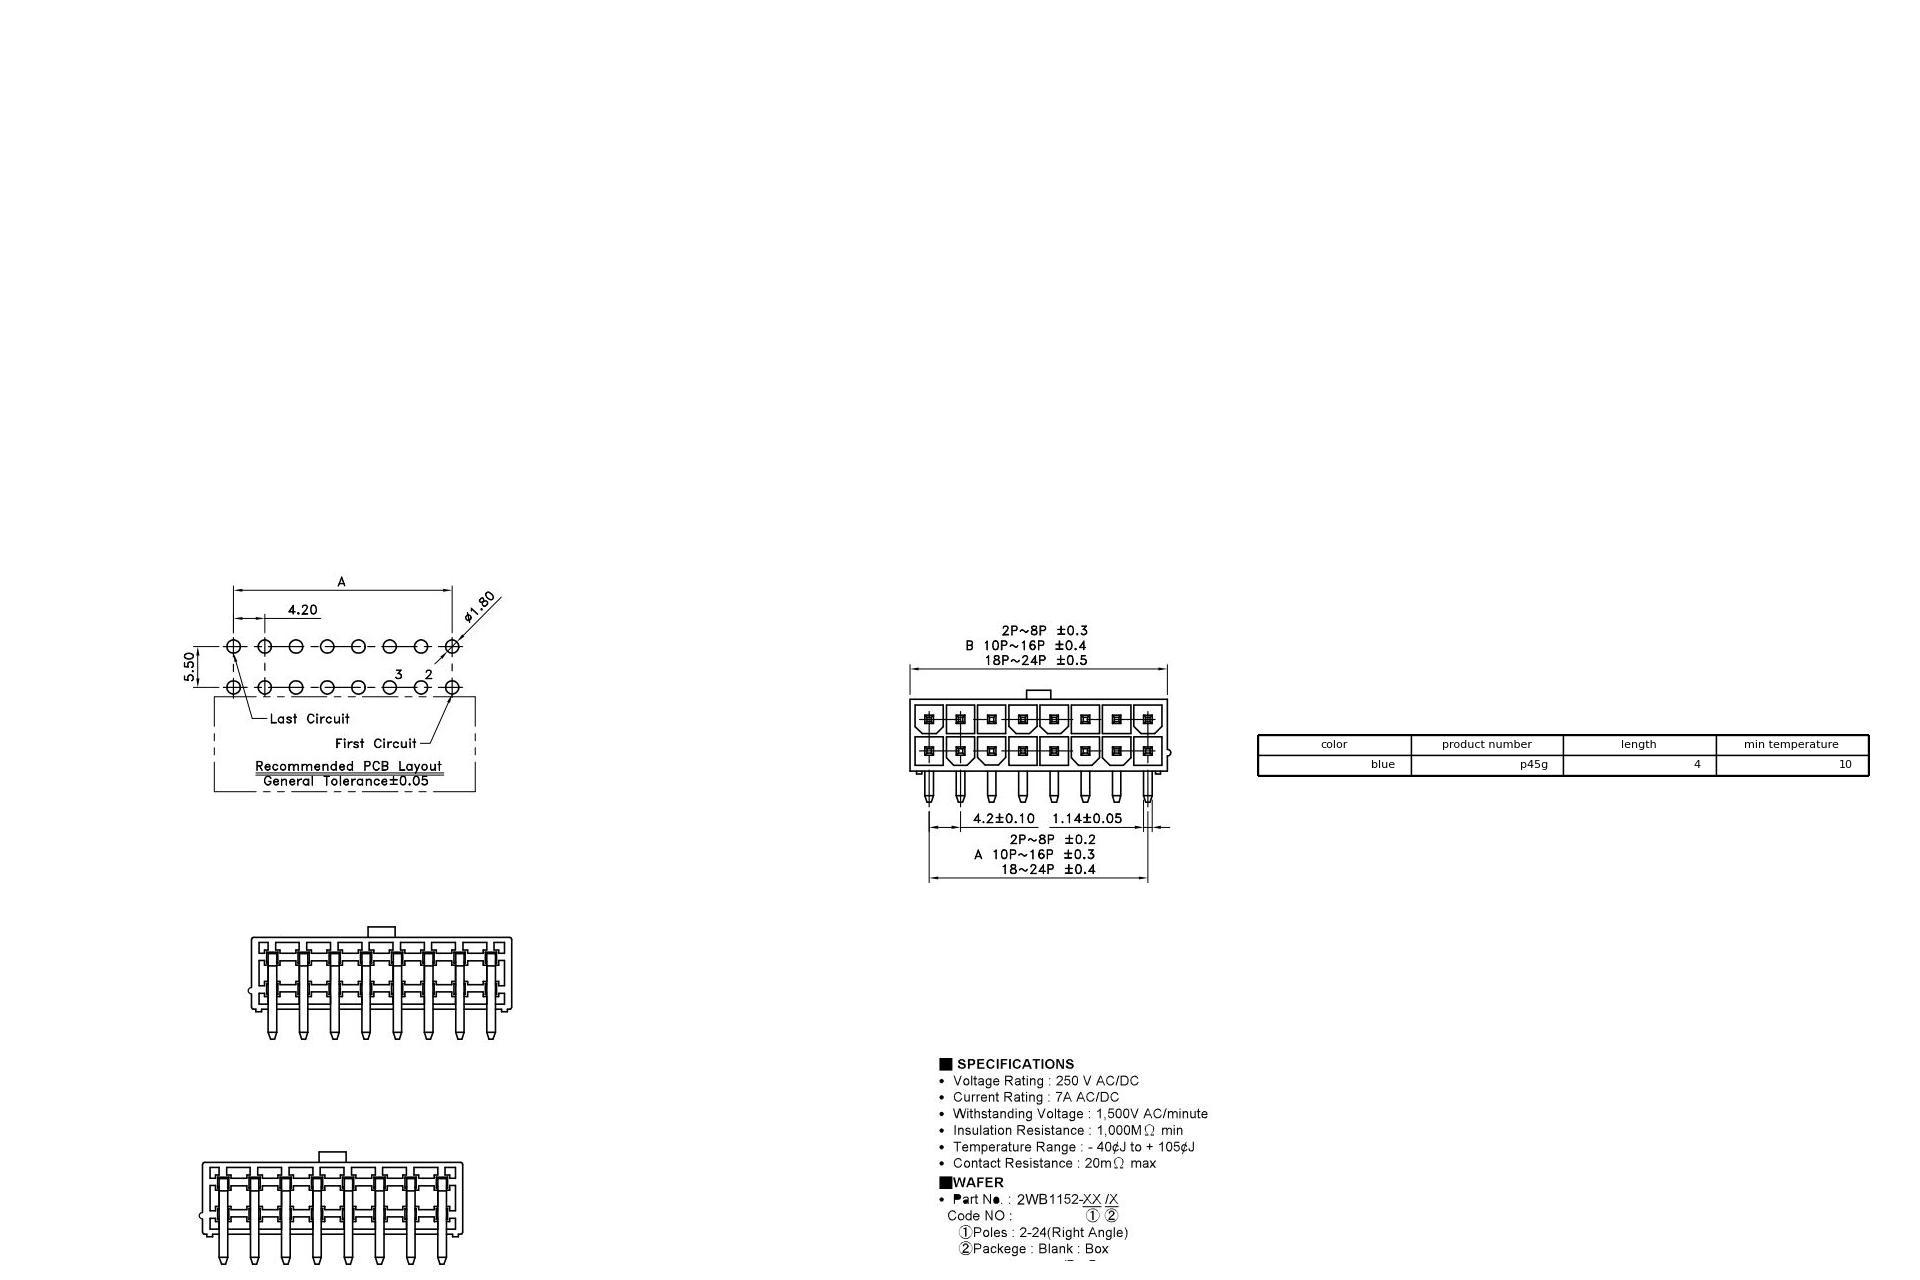 A
4.20
ø1.80
5.50
3 2
Last Circuit
First Circuit
Recommended PCB Layout
General Tolerance±0.05
2P~8P ±0.3
B 10P~16P ±0.4
18P~24P ±0.5
4.2±0.10 1.14±0.05
2P~8P ±0.2
A 10P~16P ±0.3
18~24P ±0.4
color product number length min temperature
blue p45g 4 10
■ SPECIFICATIONS
• Voltage Rating : 250 V AC/DC
• Current Rating : 7A AC/DC
• Withstanding Voltage : 1,500V AC/minute
• Insulation Resistance : 1,000MΩ min
• Temperature Range : - 40¢J to + 105¢J
• Contact Resistance : 20mΩ max
■WAFER
• Part No. : 2WB1152-XX /X
Code NO : ① ②
①Poles : 2-24(Right Angle)
②Packege : Blank : Box